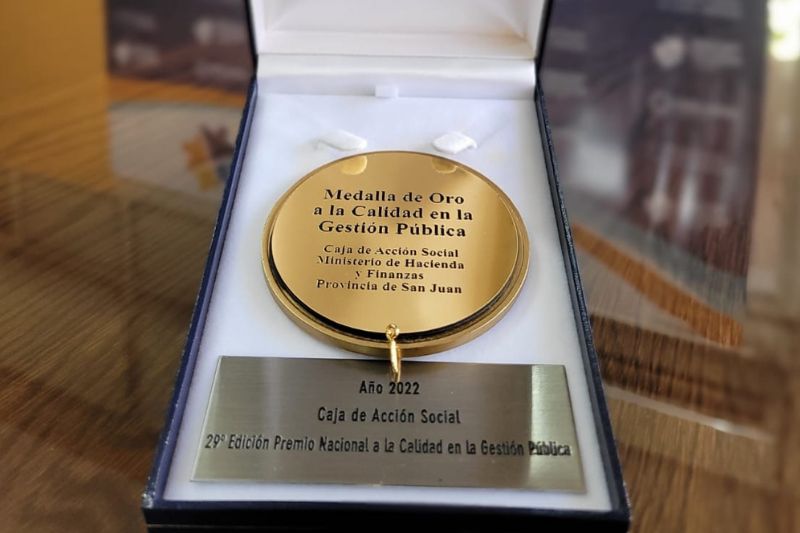 Medalla de Oro
a la Calidad en la
Gestión Pública
Caja de Acción Social
Ministerio de Hacienda
y Finanzas
Provincia de San Juan
Año 2022
Caja de Acción Social
29º Edición Premio Nacional a la Calidad en la Gestión Pública